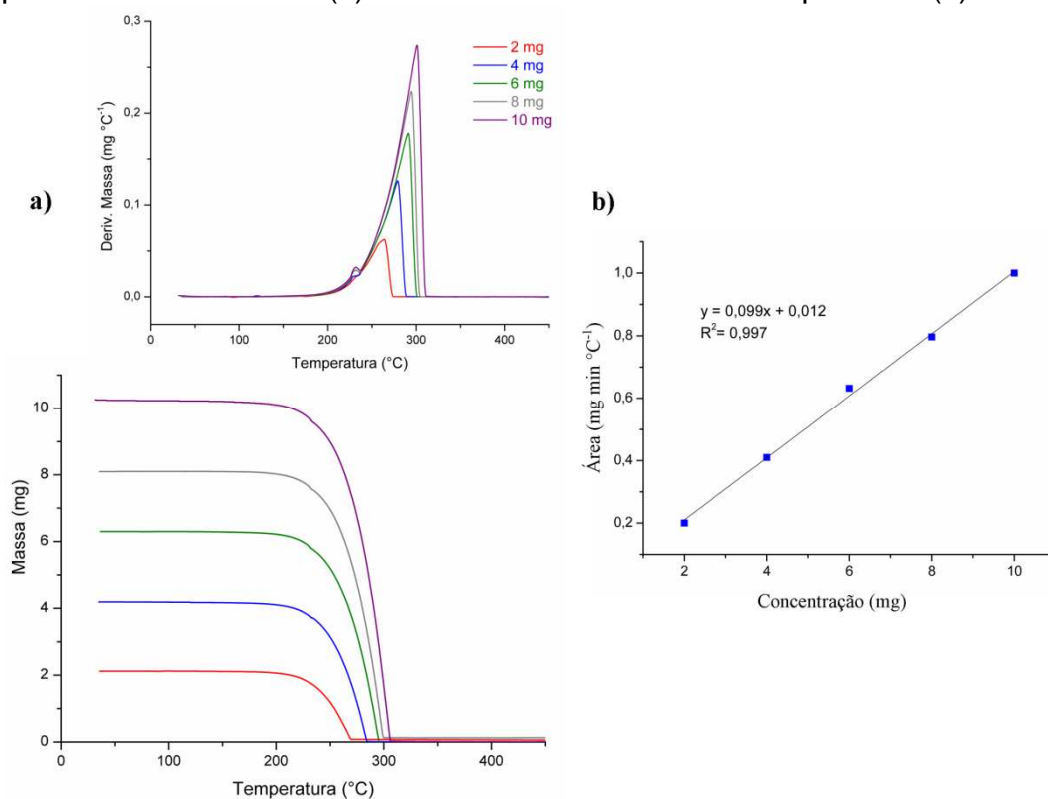 0,3
2 mg
4 mg
6 mg
8 mg
10 mg
0,2
0,1
0,0
Deriv. Massa (mg °C⁻¹)
0 100 200 300 400
Temperatura (°C)
a)
b)
10
8
6
4
2
0
Massa (mg)
0 100 200 300 400
Temperatura (°C)
1,0
0,8
0,6
0,4
0,2
Área (mg min °C⁻¹)
y = 0,099x + 0,012
R²= 0,997
2 4 6 8 10
Concentração (mg)